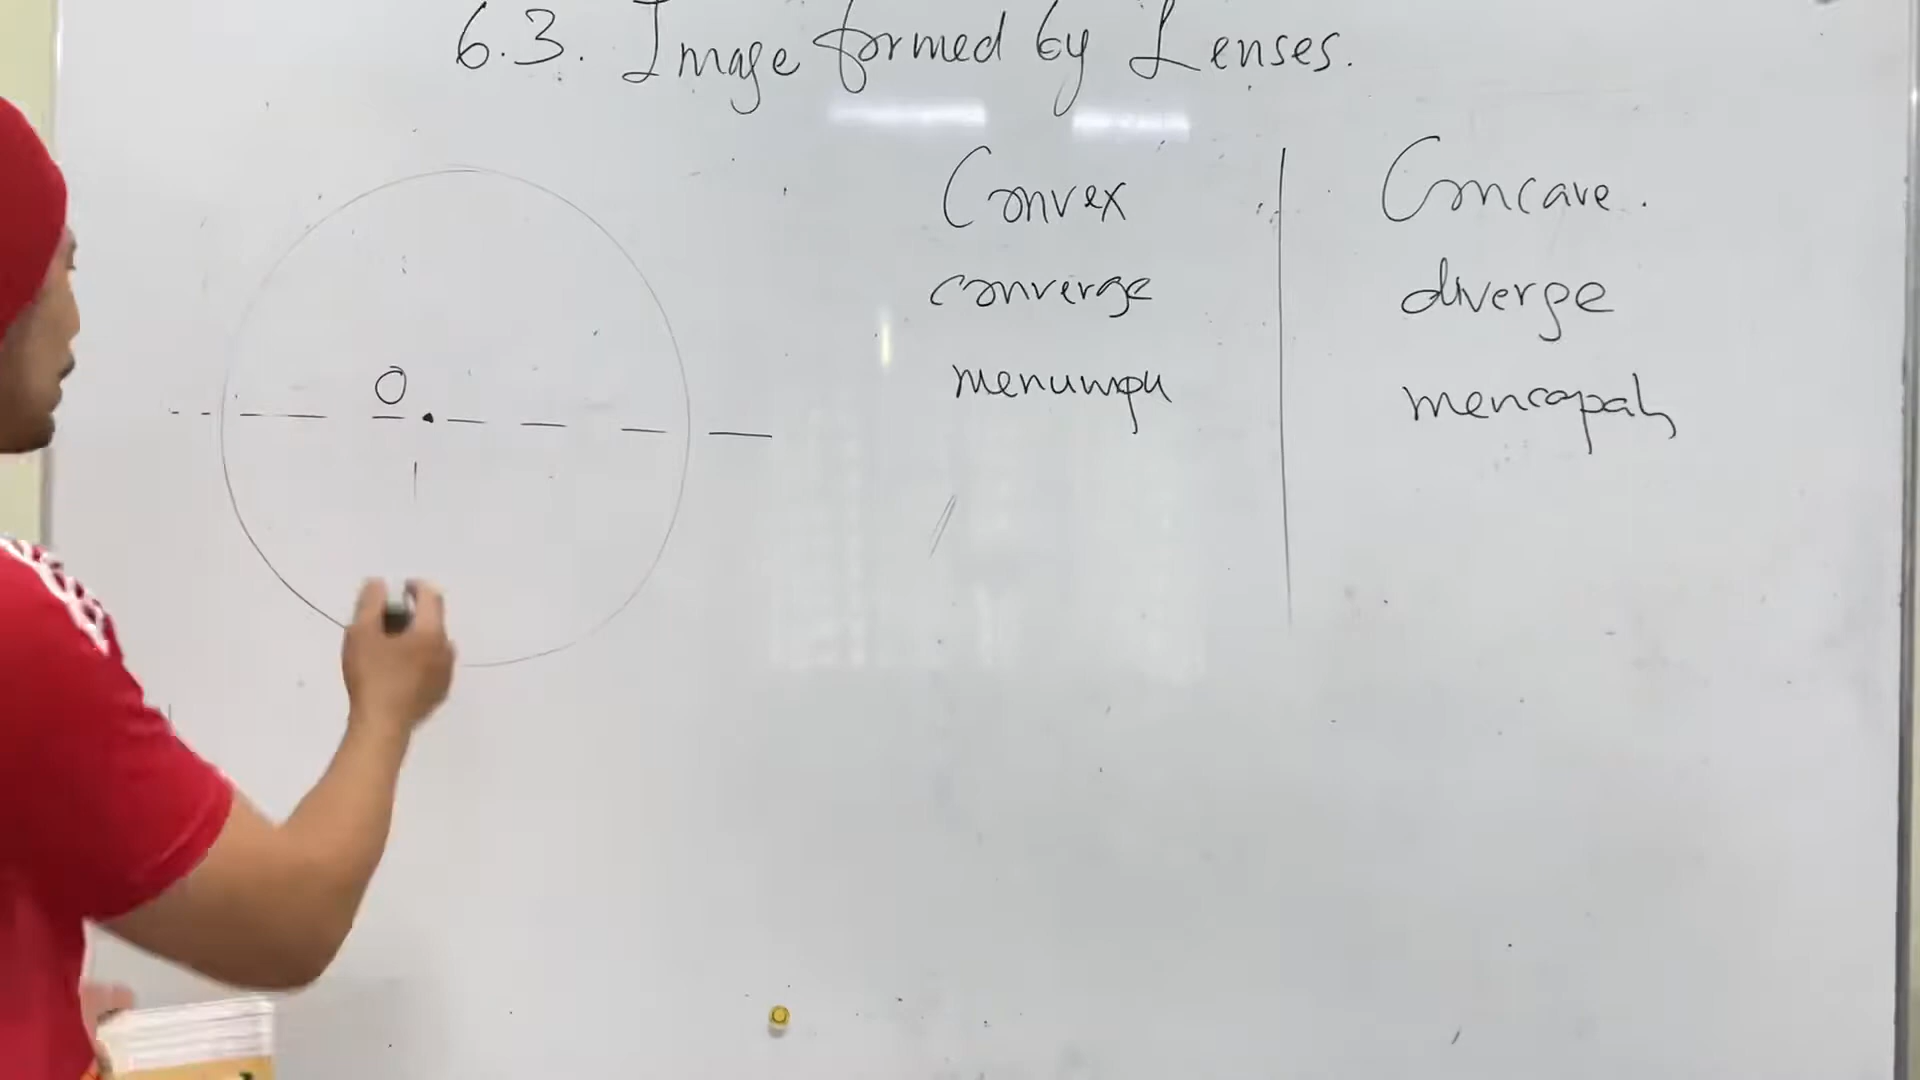 6.3. Image formed by Lenses.
O
Convex
converge
menumpu
Concave.
diverge
mencapah